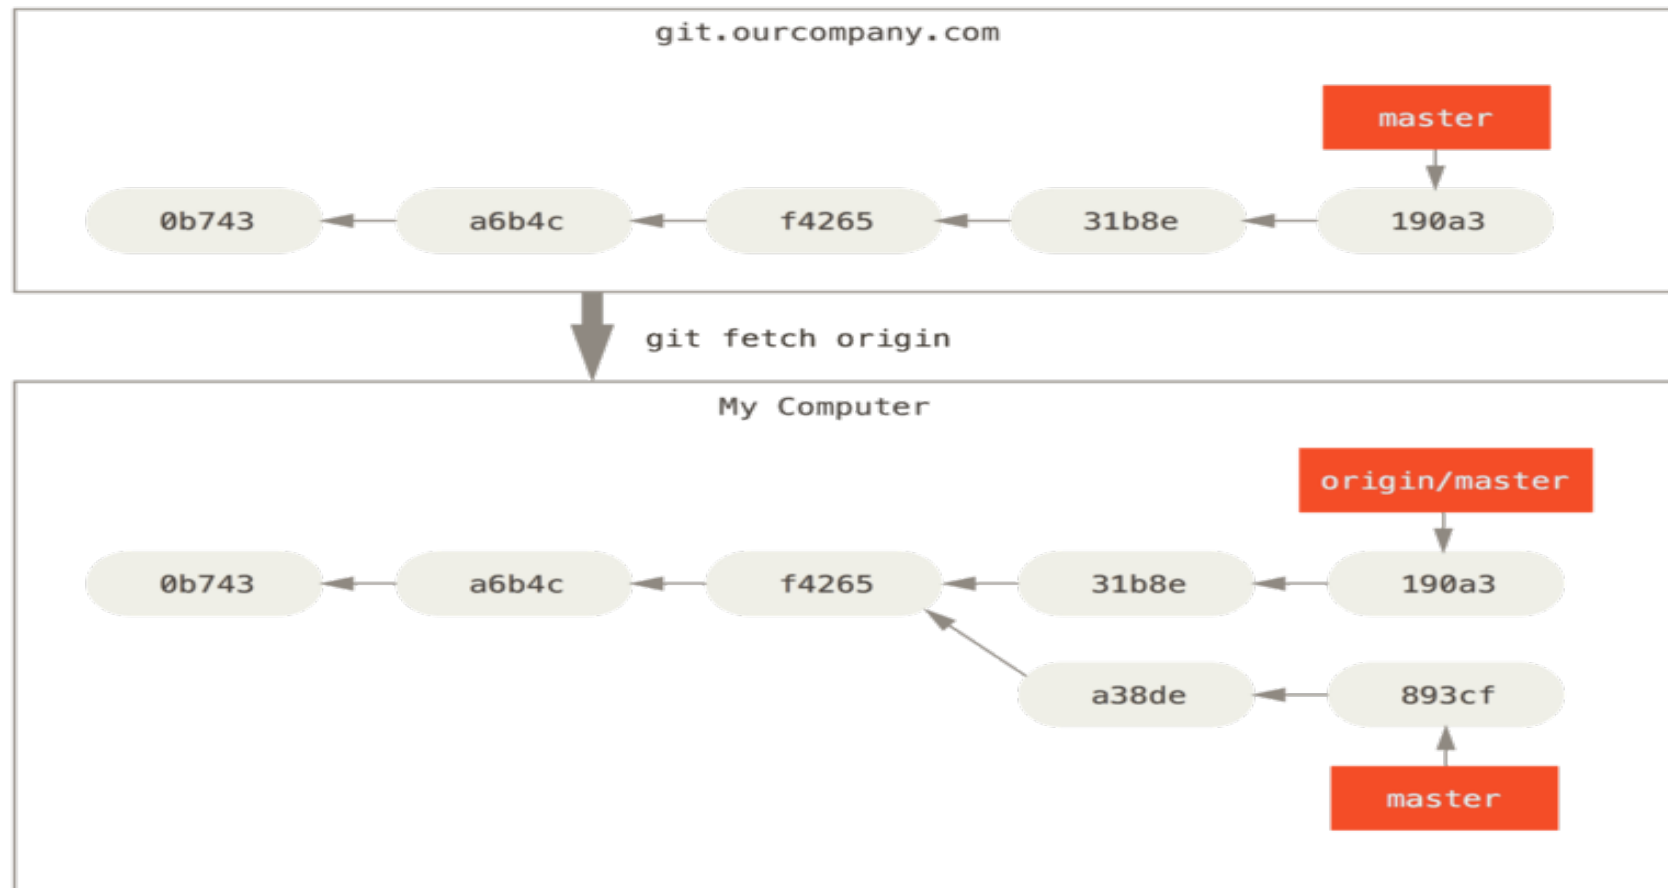 git.ourcompany.com
master
0b743 a6b4c f4265 31b8e 190a3
git fetch origin
My Computer
origin/master
0b743 a6b4c f4265 31b8e 190a3
a38de 893cf
master